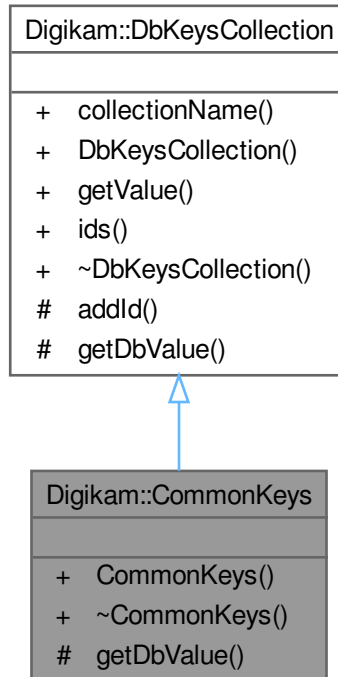 Digikam::DbKeysCollection
+ collectionName()
+ DbKeysCollection()
+ getValue()
+ ids()
+ ~DbKeysCollection()
# addId()
# getDbValue()
Digikam::CommonKeys
+ CommonKeys()
+ ~CommonKeys()
# getDbValue()